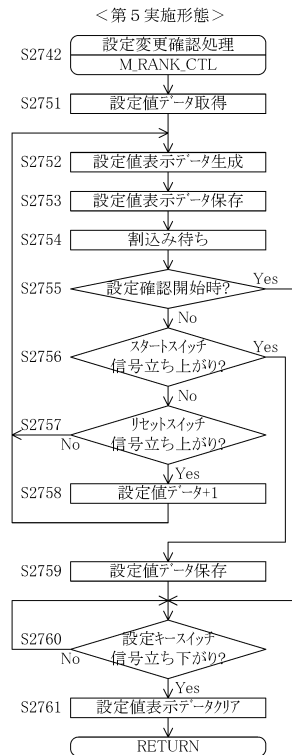 ＜第５実施形態＞
S2742
設定変更確認処理
M_RANK_CTL
S2751
設定値データ取得
S2752
設定値表示データ生成
S2753
設定値表示データ保存
S2754
割込み待ち
S2755
設定確認開始時?
Yes
No
S2756
スタートスイッチ
信号立ち上がり?
Yes
No
S2757
リセットスイッチ
信号立ち上がり?
No
Yes
S2758
設定値データ+1
S2759
設定値データ保存
S2760
設定キースイッチ
信号立ち下がり?
No
Yes
S2761
設定値表示データクリア
RETURN